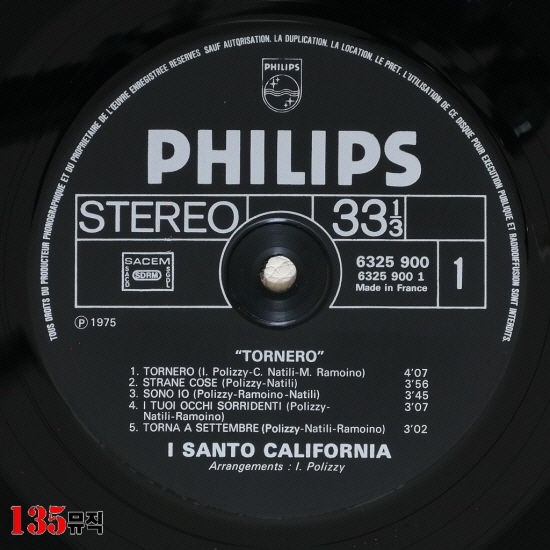 TOUS DROITS DU PRODUCTEUR PHONOGRAPHIQUE ET DU PROPRIETAIRE DE L'ŒUVRE ENREGISTREE RESERVES SAUF AUTORISATION. LA DUPLICATION, LA LOCATION, LE PRET, L'UTILISATION DE CE DISQUE POUR EXECUTION PUBLIQUE ET RADIODIFFUSION SONT INTERDITS.
PHILIPS
PHILIPS
STEREO 33 1/3
SACEM
SACD SDRM SGDL
6325 900
6325 900 1
Made in France
1
Ⓟ 1975
"TORNERO"
1. TORNERO (I. Polizzy-C. Natili-M. Ramoino) 4'07
2. STRANE COSE (Polizzy-Natili) 3'56
3. SONO IO (Polizzy-Ramoino-Natili) 3'45
4. I TUOI OCCHI SORRIDENTI (Polizzy- 3'07
Natili-Ramoino)
5. TORNA A SETTEMBRE (Polizzy-Natili-Ramoino) 3'02
I SANTO CALIFORNIA
Arrangements : I. Polizzy
135뮤직